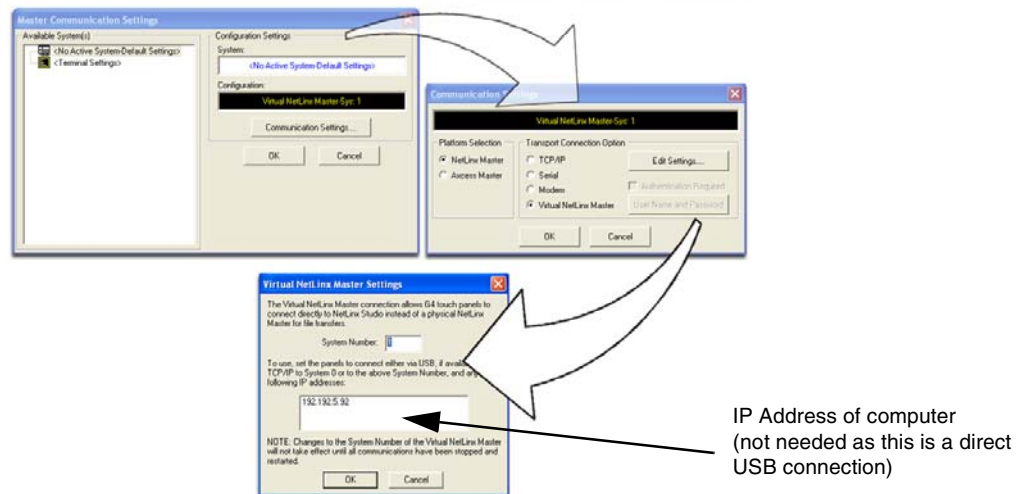 Master Communication Settings
Available System(s)
<No Active System-Default Settings>
<Terminal Settings>
Configuration Settings
System:
<No Active System-Default Settings>
Configuration:
Virtual NetLinx Master-Sys: 1
Communication Settings...
OK Cancel
Communication
Virtual NetLinx Master-Sys: 1
Platform Selection
NetLinx Master
Axcess Master
Transport Connection Option
TCP/IP
Serial
Modem
Virtual NetLinx Master
Edit Settings...
Authentication Required
User Name and Password
OK Cancel
Virtual NetLinx Master Settings
The Virtual NetLinx Master connection allows G4 touch panels to
connect directly to NetLinx Studio instead of a physical NetLinx
Master for file transfers.
System Number: 1
To use, set the panels to connect either via USB, if
TCP/IP to System 0 or to the above System Number, and
following IP addresses:
192.192.5.92
NOTE: Changes to the System Number of the Virtual NetLinx Master
will not take effect until all communications have been stopped and
restarted.
OK Cancel
IP Address of computer
(not needed as this is a direct
USB connection)